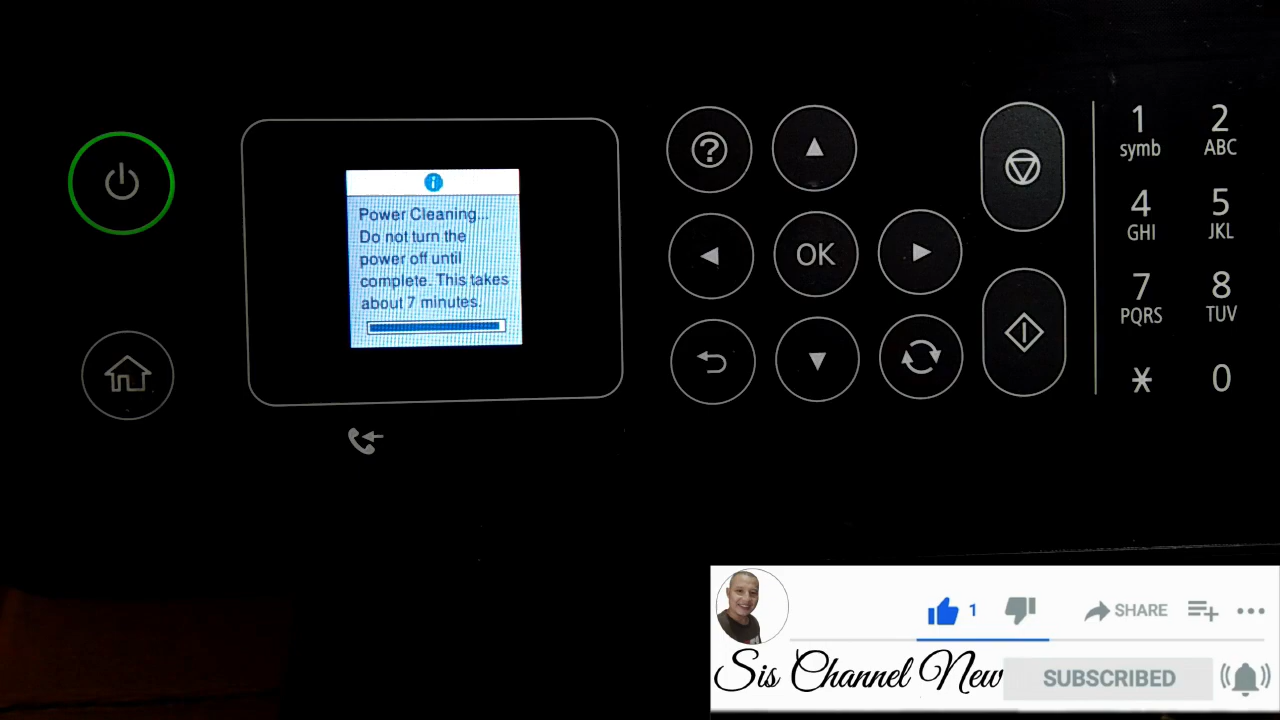 Power Cleaning...
Do not turn the
power off until
complete. This takes
about 7 minutes.
OK
1 2
symb ABC
4 5
GHI JKL
7 8
PQRS TUV
* 0
1 SHARE
Sis Channel New SUBSCRIBED